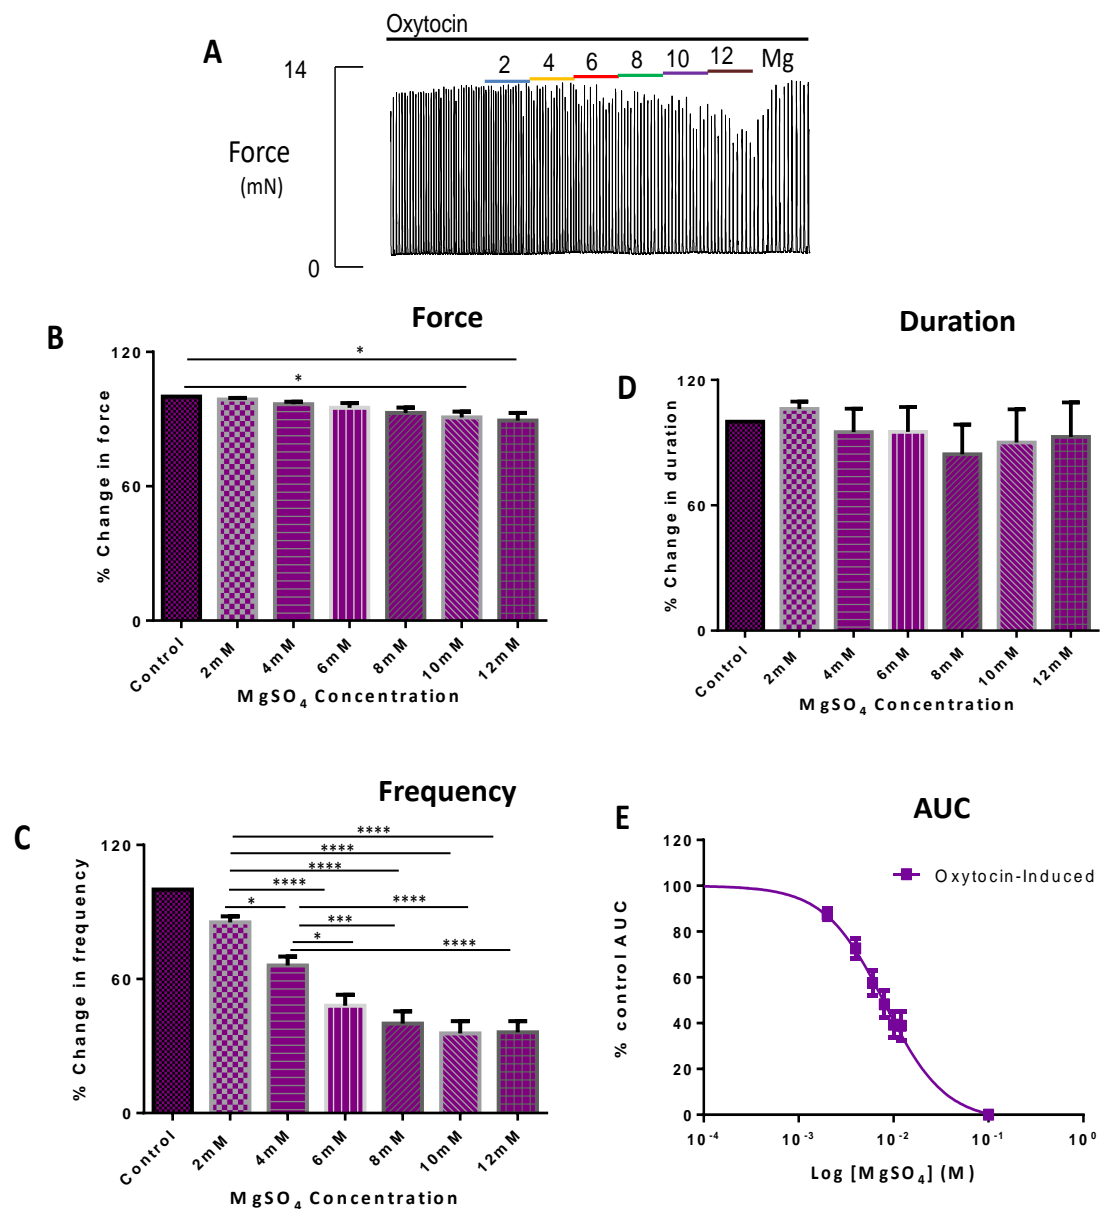 Oxytocin
A
2 4 6 8 10 12 Mg
14
Force
(mN)
0
B
Force
120
60
0
% Change in force
*
*
Control 2mM 4mM 6mM 8mM 10mM 12mM
MgSO4 Concentration
D
Duration
120
60
0
% Change in duration
Control 2mM 4mM 6mM 8mM 10mM 12mM
MgSO4 Concentration
C
Frequency
120
60
0
% Change in frequency
****
****
****
****
*
****
***
*
****
Control 2mM 4mM 6mM 8mM 10mM 12mM
MgSO4 Concentration
E
AUC
120
100
80
60
40
20
0
% control AUC
Oxytocin-Induced
10-4 10-3 10-2 10-1 100
Log [MgSO4] (M)